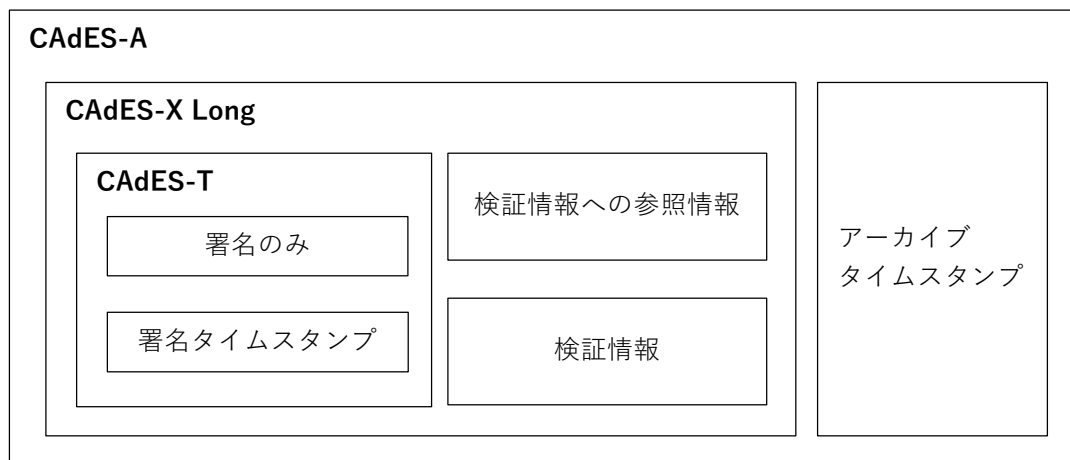 CAdES-A
CAdES-X Long
CAdES-T
署名のみ
署名タイムスタンプ
検証情報への参照情報
検証情報
アーカイブ
タイムスタンプ